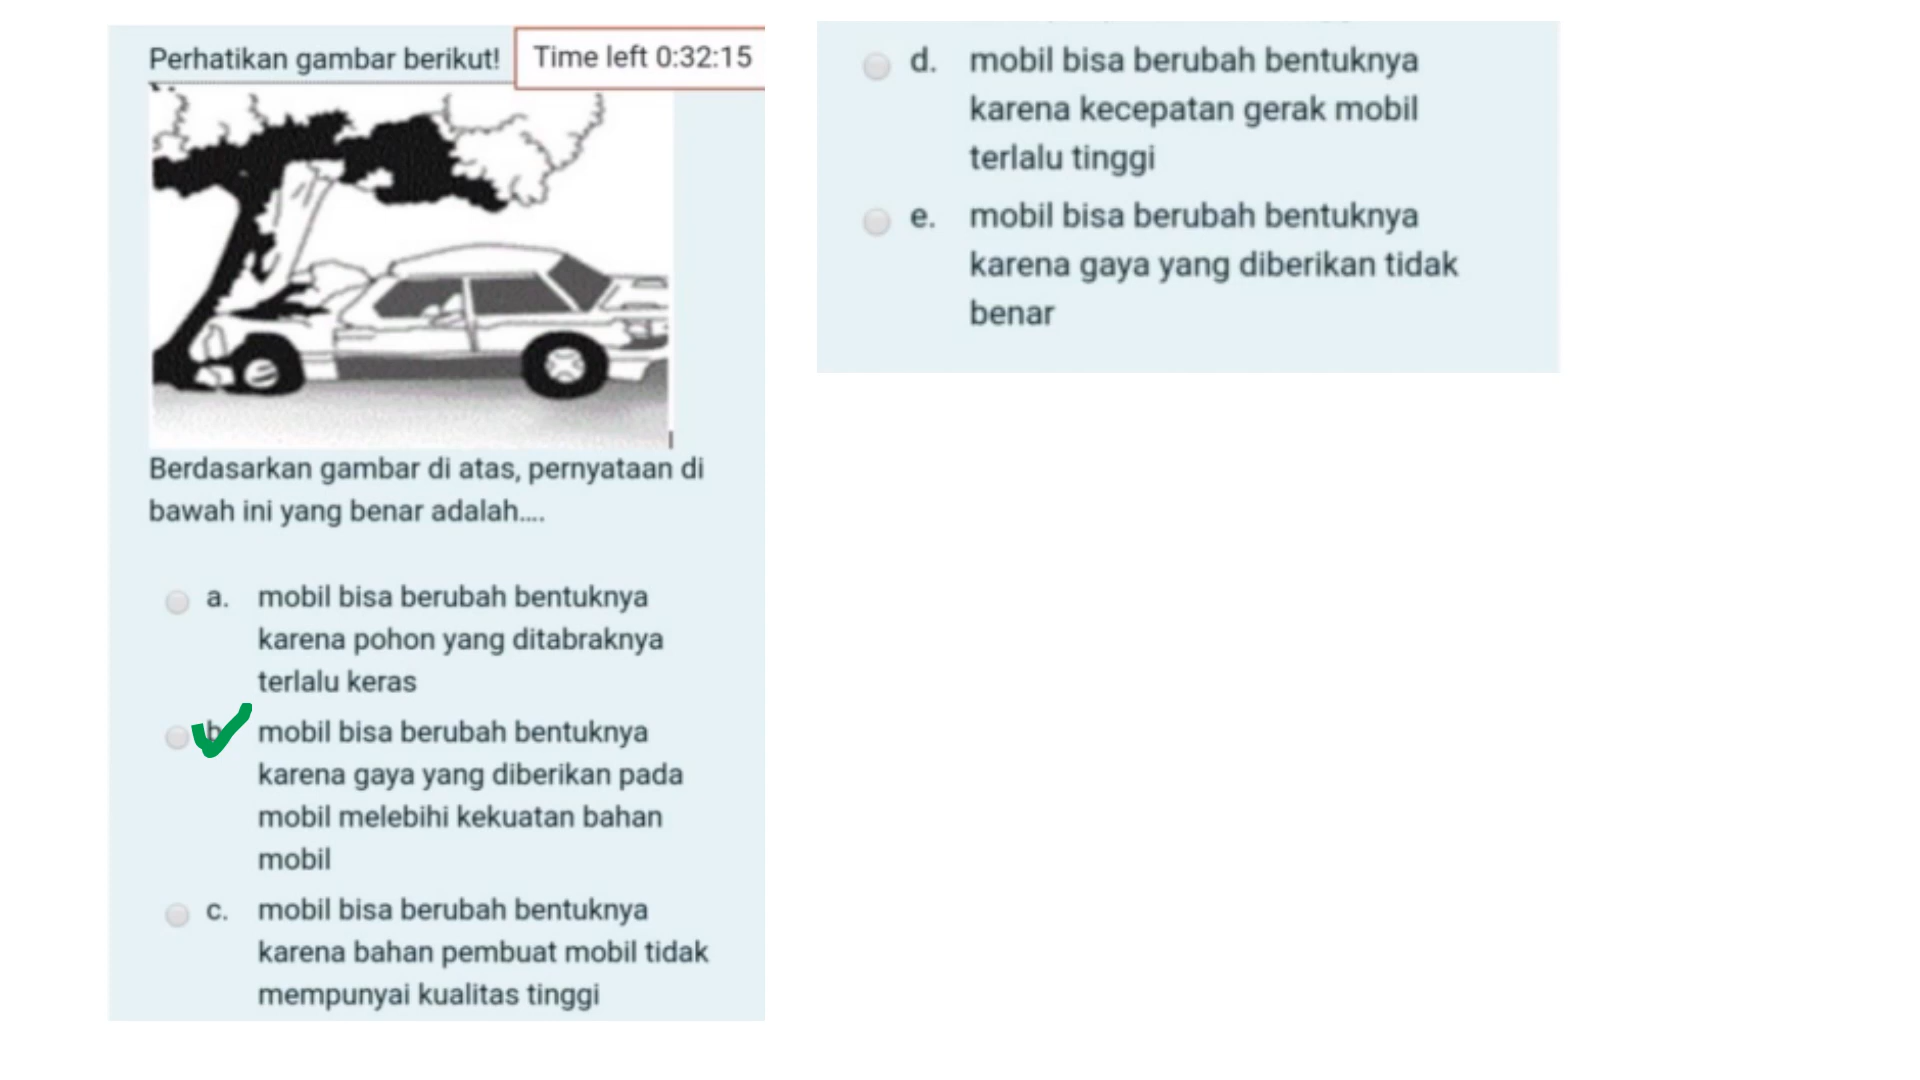 Perhatikan gambar berikut!
Time left 0:32:15
Berdasarkan gambar di atas, pernyataan di
bawah ini yang benar adalah....
a. mobil bisa berubah bentuknya
karena pohon yang ditabraknya
terlalu keras
b. mobil bisa berubah bentuknya
karena gaya yang diberikan pada
mobil melebihi kekuatan bahan
mobil
c. mobil bisa berubah bentuknya
karena bahan pembuat mobil tidak
mempunyai kualitas tinggi
d. mobil bisa berubah bentuknya
karena kecepatan gerak mobil
terlalu tinggi
e. mobil bisa berubah bentuknya
karena gaya yang diberikan tidak
benar